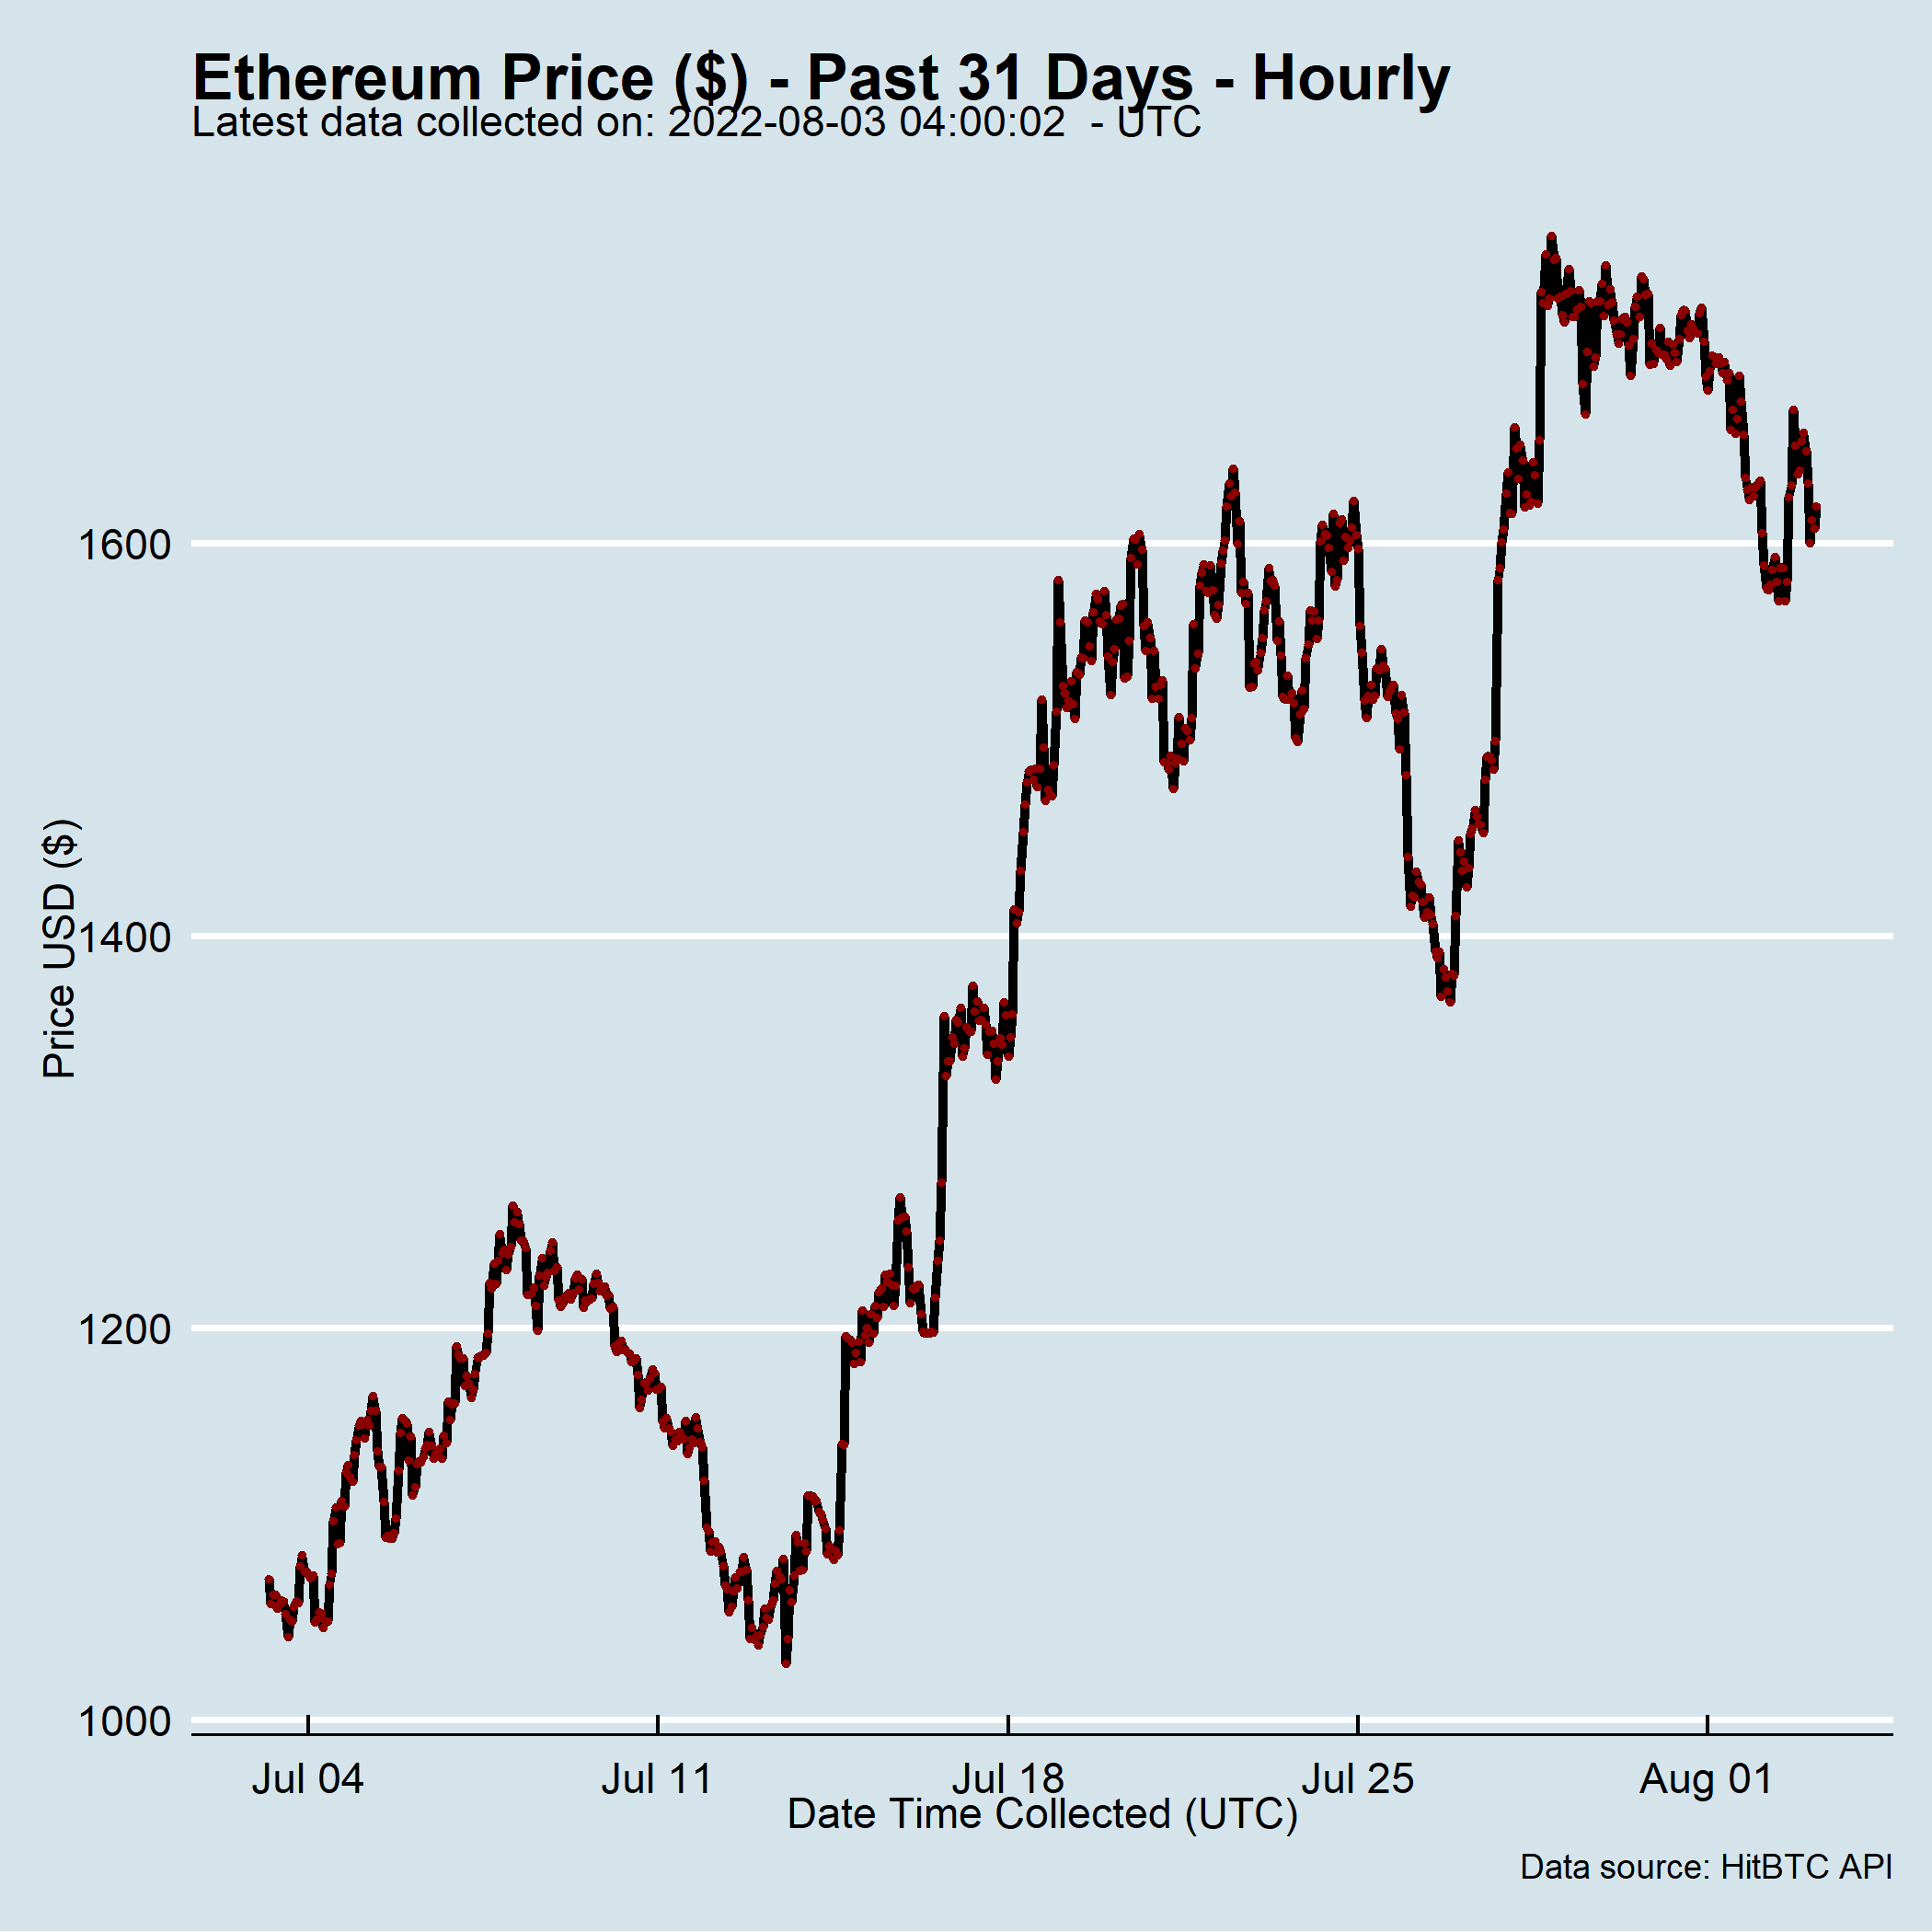 Ethereum Price ($) - Past 31 Days - Hourly
Latest data collected on: 2022-08-03 04:00:02  - UTC
Price USD ($)
1600
1400
1200
1000
Jul 04
Jul 11
Jul 18
Jul 25
Aug 01
Date Time Collected (UTC)
Data source: HitBTC API